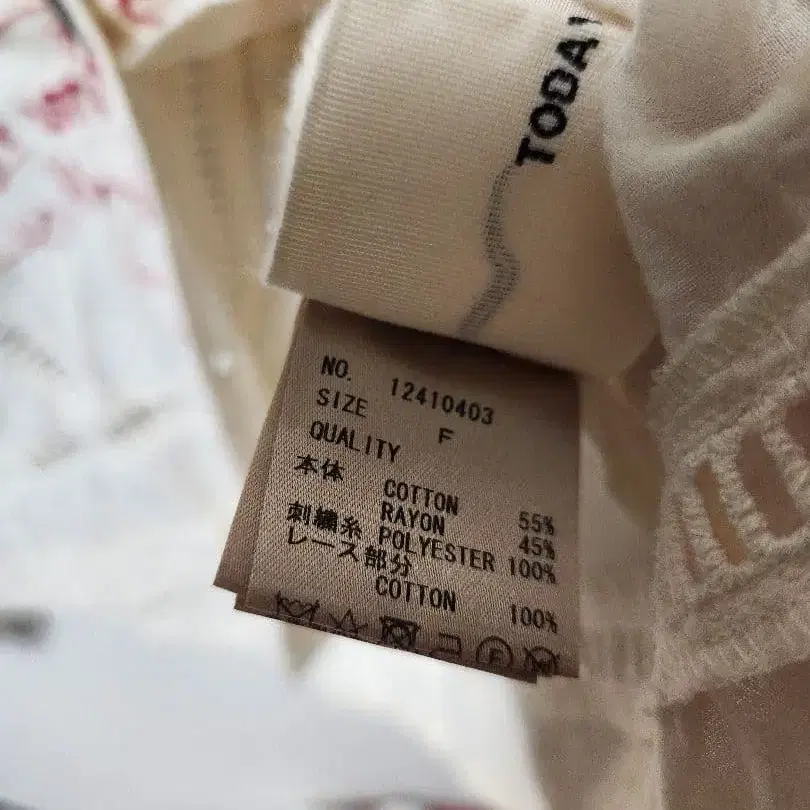 TODA
NO. 12410403
SIZE F
QUALITY
本体 COTTON 55%
RAYON 45%
刺繍糸 POLYESTER 100%
レース部分
COTTON 100%
F